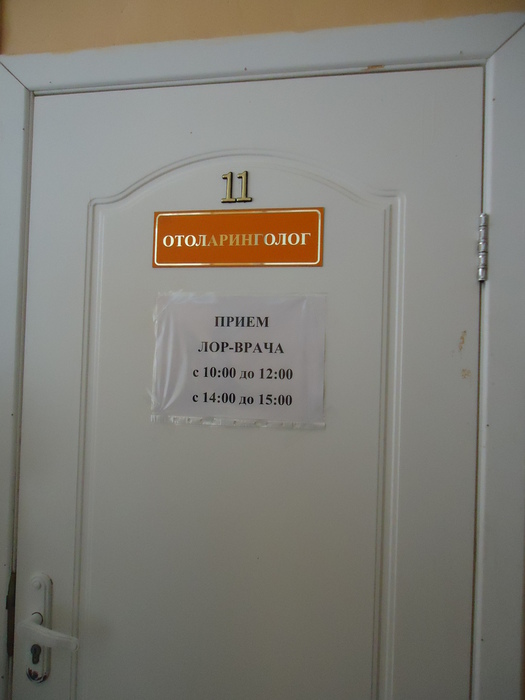 11
ОТОЛАРИНГОЛОГ
ПРИЕМ
ЛОР-ВРАЧА
с 10:00 до 12:00
с 14:00 до 15:00